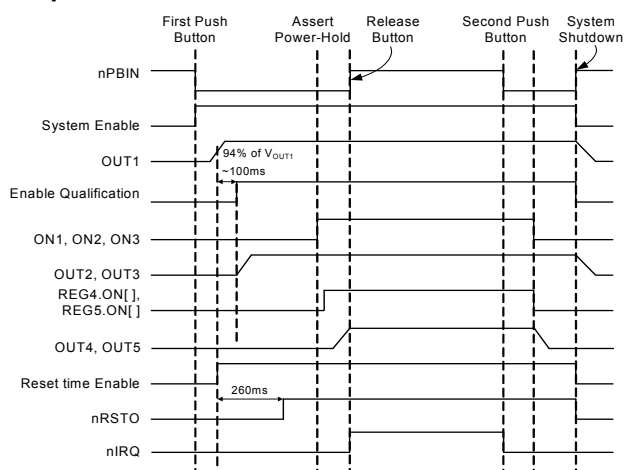 First Push
Button
Assert
Power-Hold
Release
Button
Second Push
Button
System
Shutdown
nPBIN
System Enable
OUT1
94% of VOUT1
~100ms
Enable Qualification
ON1, ON2, ON3
OUT2, OUT3
REG4.ON[ ],
REG5.ON[ ]
OUT4, OUT5
Reset time Enable
260ms
nRSTO
nIRQ